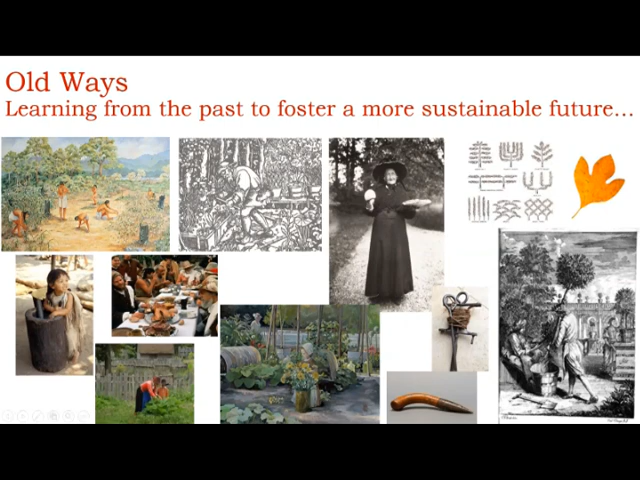 Old Ways
Learning from the past to foster a more sustainable future...